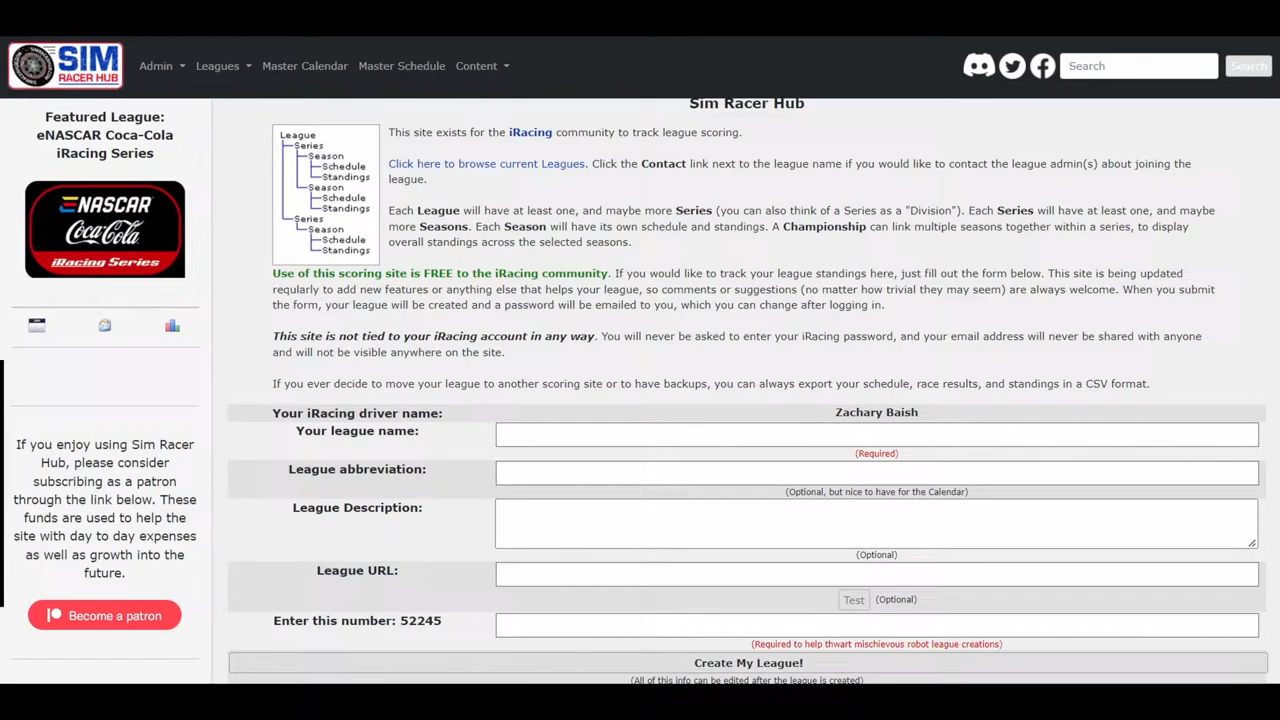 SIM
RACER HUB
Admin
Leagues
Master Calendar
Master Schedule
Content
Search
Search
Featured League:
eNASCAR Coca-Cola
iRacing Series
ENASCAR
Coca-Cola
iRacing Series
If you enjoy using Sim Racer
Hub, please consider
subscribing as a patron
through the link below. These
funds are used to help the
site with day to day expenses
as well as growth into the
future.
Become a patron
Sim Racer Hub
League
Series
Season
Schedule
Standings
Season
Schedule
Standings
Series
Season
Schedule
Standings
This site exists for the iRacing community to track league scoring.
Click here to browse current Leagues. Click the Contact link next to the league name if you would like to contact the league admin(s) about joining the
league.
Each League will have at least one, and maybe more Series (you can also think of a Series as a "Division"). Each Series will have at least one, and maybe
more Seasons. Each Season will have its own schedule and standings. A Championship can link multiple seasons together within a series, to display
overall standings across the selected seasons.
Use of this scoring site is FREE to the iRacing community. If you would like to track your league standings here, just fill out the form below. This site is being updated
reqularly to add new features or anything else that helps your league, so comments or suggestions (no matter how trivial they may seem) are always welcome. When you submit
the form, your league will be created and a password will be emailed to you, which you can change after logging in.
This site is not tied to your iRacing account in any way. You will never be asked to enter your iRacing password, and your email address will never be shared with anyone
and will not be visible anywhere on the site.
If you ever decide to move your league to another scoring site or to have backups, you can always export your schedule, race results, and standings in a CSV format.
Your iRacing driver name: Zachary Baish
Your league name:
(Required)
League abbreviation:
(Optional, but nice to have for the Calendar)
League Description:
(Optional)
League URL:
Test (Optional)
Enter this number: 52245
(Required to help thwart mischievous robot league creations)
Create My League!
(All of this info can be edited after the league is created)